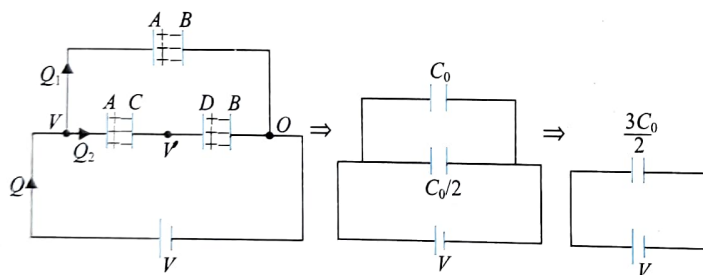 A B
Q₁
A C D B
V Q₂ V' O
Q
V
⇒
C₀
C₀/2
V
⇒
3C₀/2
V